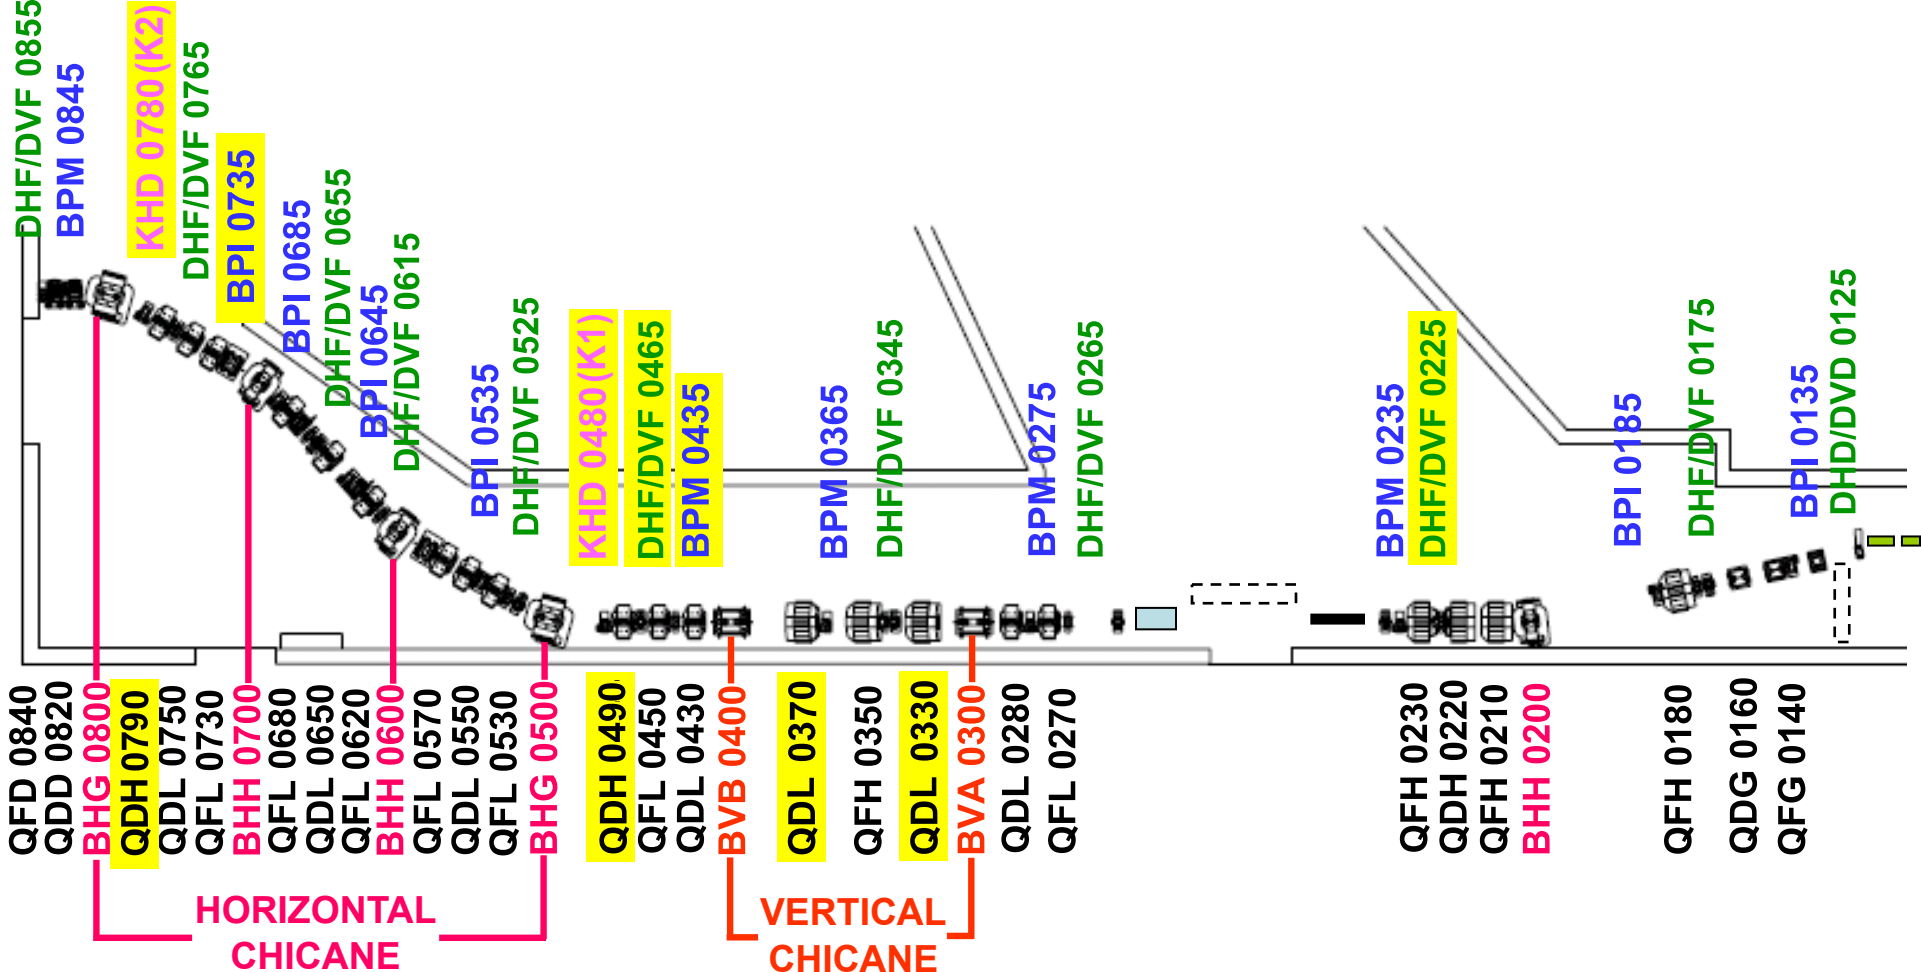 DHF/DVF 0855
BPM 0845
KHD 0780(K2)
DHF/DVF 0765
BPI 0735
BPI 0685
DHF/DVF 0655
BPI 0645
DHF/DVF 0615
BPI 0535
DHF/DVF 0525
KHD 0480(K1)
DHF/DVF 0465
BPM 0435
BPM 0365
DHF/DVF 0345
BPM 0275
DHF/DVF 0265
BPM 0235
DHF/DVF 0225
BPI 0185
DHF/DVF 0175
BPI 0135
DHD/DVD 0125
QFD 0840
QDD 0820
BHG 0800
QDH 0790
QDL 0750
QFL 0730
BHH 0700
QFL 0680
QDL 0650
QFL 0620
BHH 0600
QFL 0570
QDL 0550
QFL 0530
BHG 0500
QDH 0490
QFL 0450
QDL 0430
BVB 0400
QDL 0370
QFH 0350
QDL 0330
BVA 0300
QDL 0280
QFL 0270
QFH 0230
QDH 0220
QFH 0210
BHH 0200
QFH 0180
QDG 0160
QFG 0140
HORIZONTAL
CHICANE
VERTICAL
CHICANE